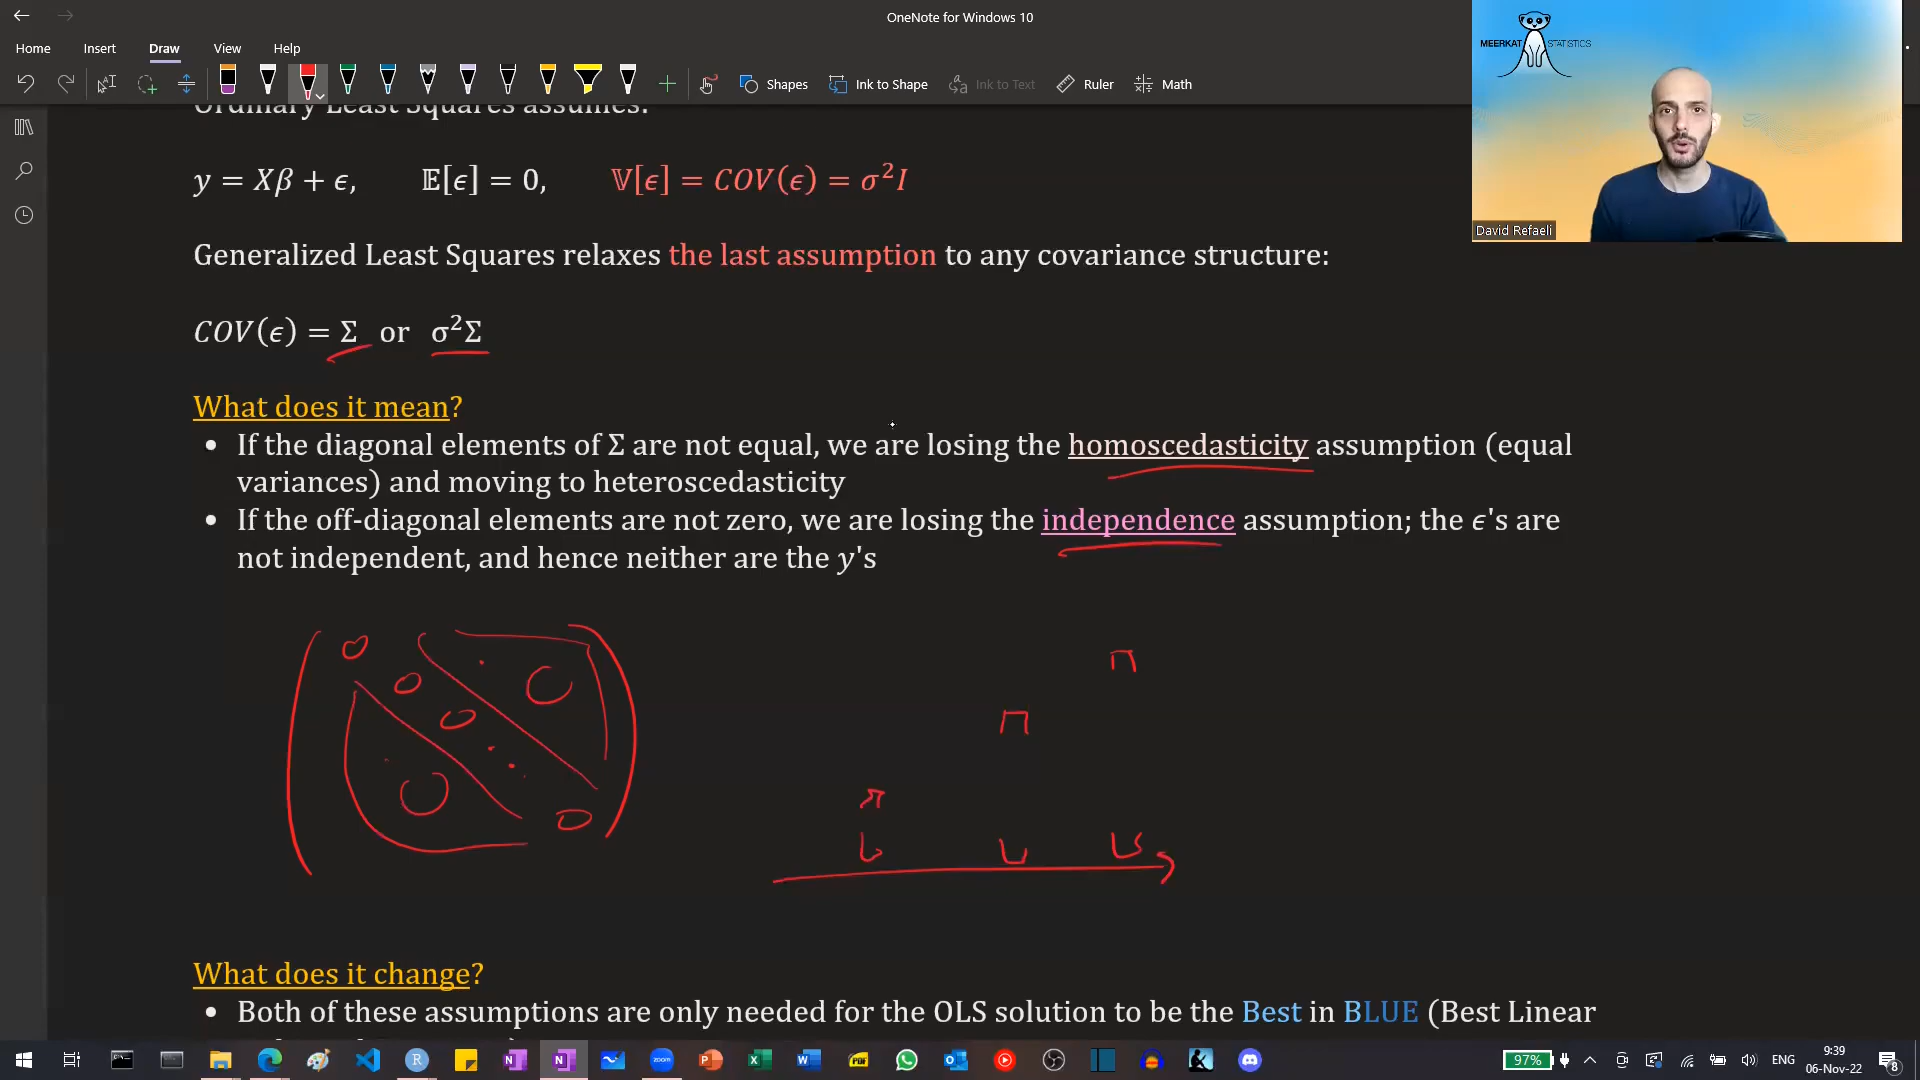 OneNote for Windows 10
Home Insert Draw View Help
Shapes Ink to Shape Ink to Text Ruler Math
MEERKAT STATISTICS
David Refaeli
Ordinary Least Squares assumes:
y = Xβ + ϵ, 𝔼[ϵ] = 0, 𝕍[ϵ] = COV(ϵ) = σ²I
Generalized Least Squares relaxes the last assumption to any covariance structure:
COV(ϵ) = Σ or σ²Σ
What does it mean?
• If the diagonal elements of Σ are not equal, we are losing the homoscedasticity assumption (equal
variances) and moving to heteroscedasticity
• If the off-diagonal elements are not zero, we are losing the independence assumption; the ϵ's are
not independent, and hence neither are the y's
What does it change?
• Both of these assumptions are only needed for the OLS solution to be the Best in BLUE (Best Linear
97% ENG 9:39
06-Nov-22 8